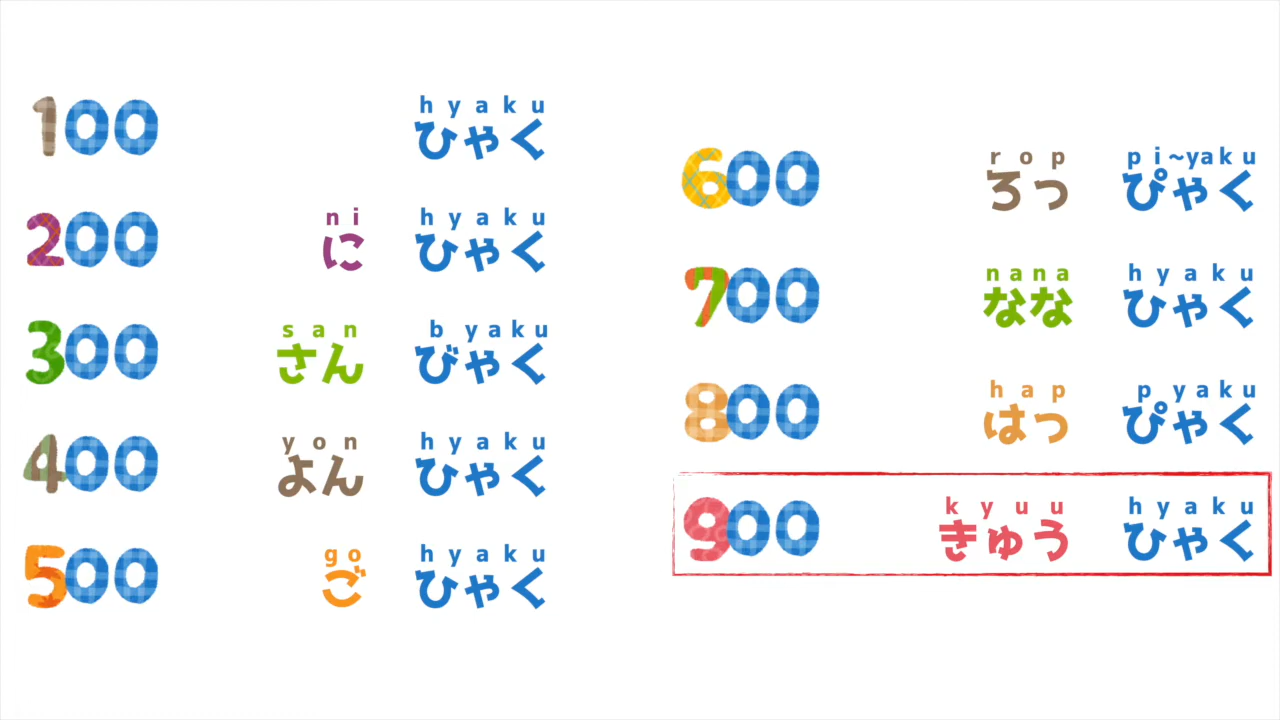 hyaku
100 ひゃく
ni hyaku
200 に ひゃく
san byaku
300 さん びゃく
yon hyaku
400 よん ひゃく
go hyaku
500 ご ひゃく
rop pi~yaku
600 ろっ ぴゃく
nana hyaku
700 なな ひゃく
hap pyaku
800 はっ ぴゃく
kyuu hyaku
900 きゅう ひゃく